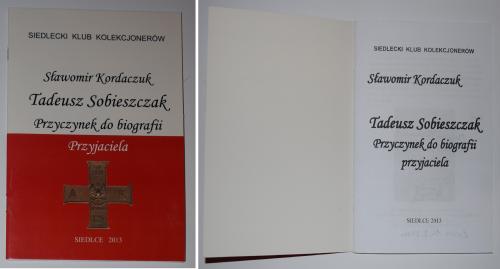 SIEDLECKI KLUB KOLEKCJONERÓW
Sławomir Kordaczuk
Tadeusz Sobieszczak
Przyczynek do biografii
Przyjaciela
SIEDLCE 2013
SIEDLECKI KLUB KOLEKCJONERÓW
Sławomir Kordaczuk
Tadeusz Sobieszczak
Przyczynek do biografii
przyjaciela
SIEDLCE 2013